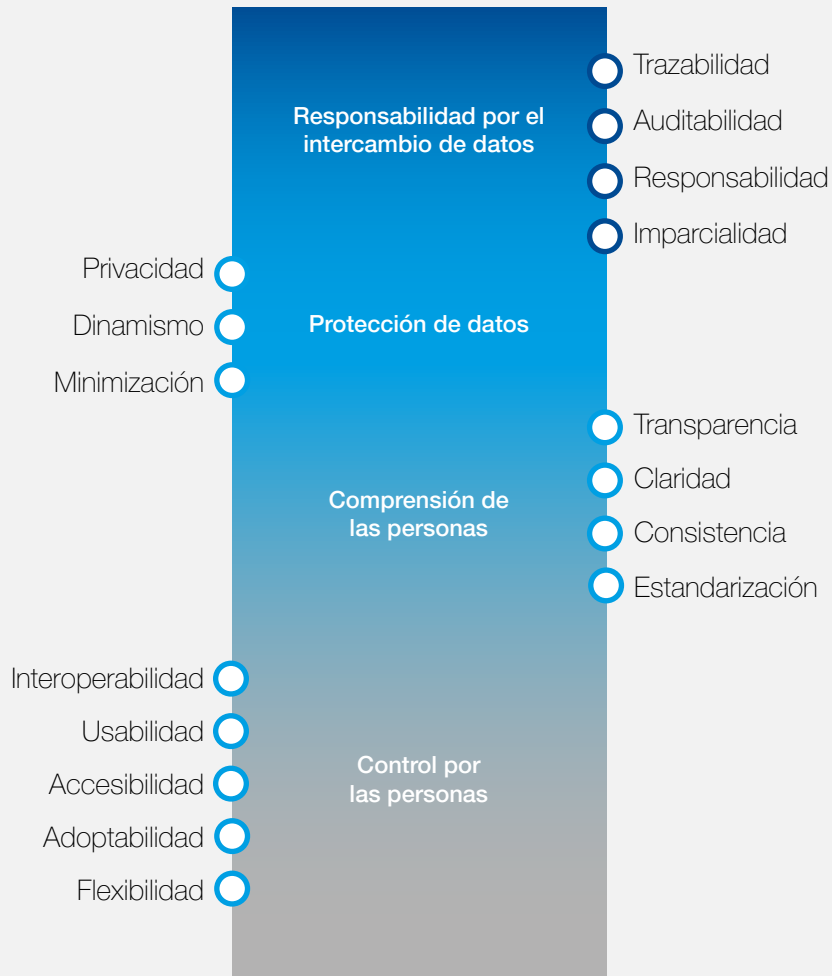 Responsabilidad por el
intercambio de datos
Trazabilidad
Auditabilidad
Responsabilidad
Imparcialidad
Privacidad
Dinamismo
Minimización
Protección de datos
Comprensión de
las personas
Transparencia
Claridad
Consistencia
Estandarización
Interoperabilidad
Usabilidad
Accesibilidad
Adoptabilidad
Flexibilidad
Control por
las personas